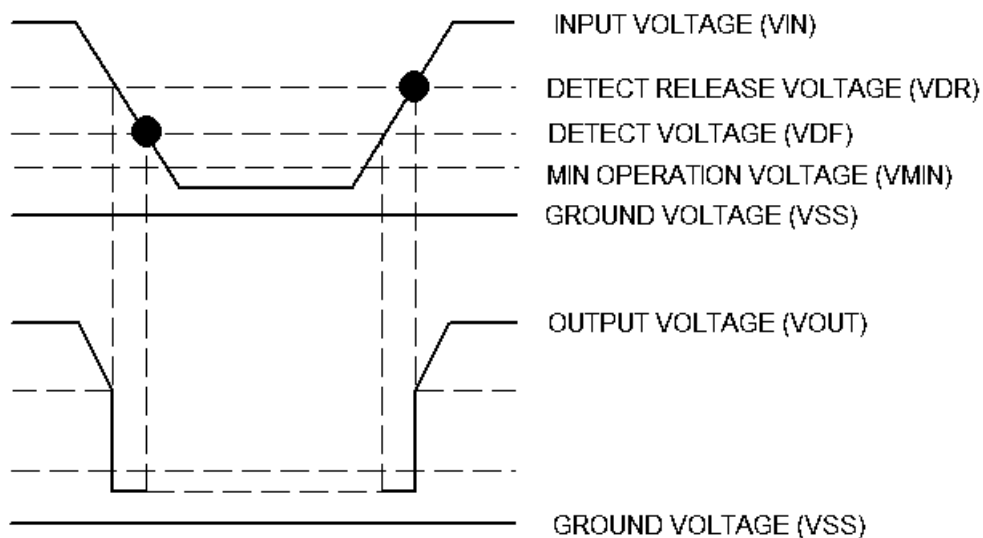 INPUT VOLTAGE (VIN)
DETECT RELEASE VOLTAGE (VDR)
DETECT VOLTAGE (VDF)
MIN OPERATION VOLTAGE (VMIN)
GROUND VOLTAGE (VSS)
OUTPUT VOLTAGE (VOUT)
GROUND VOLTAGE (VSS)